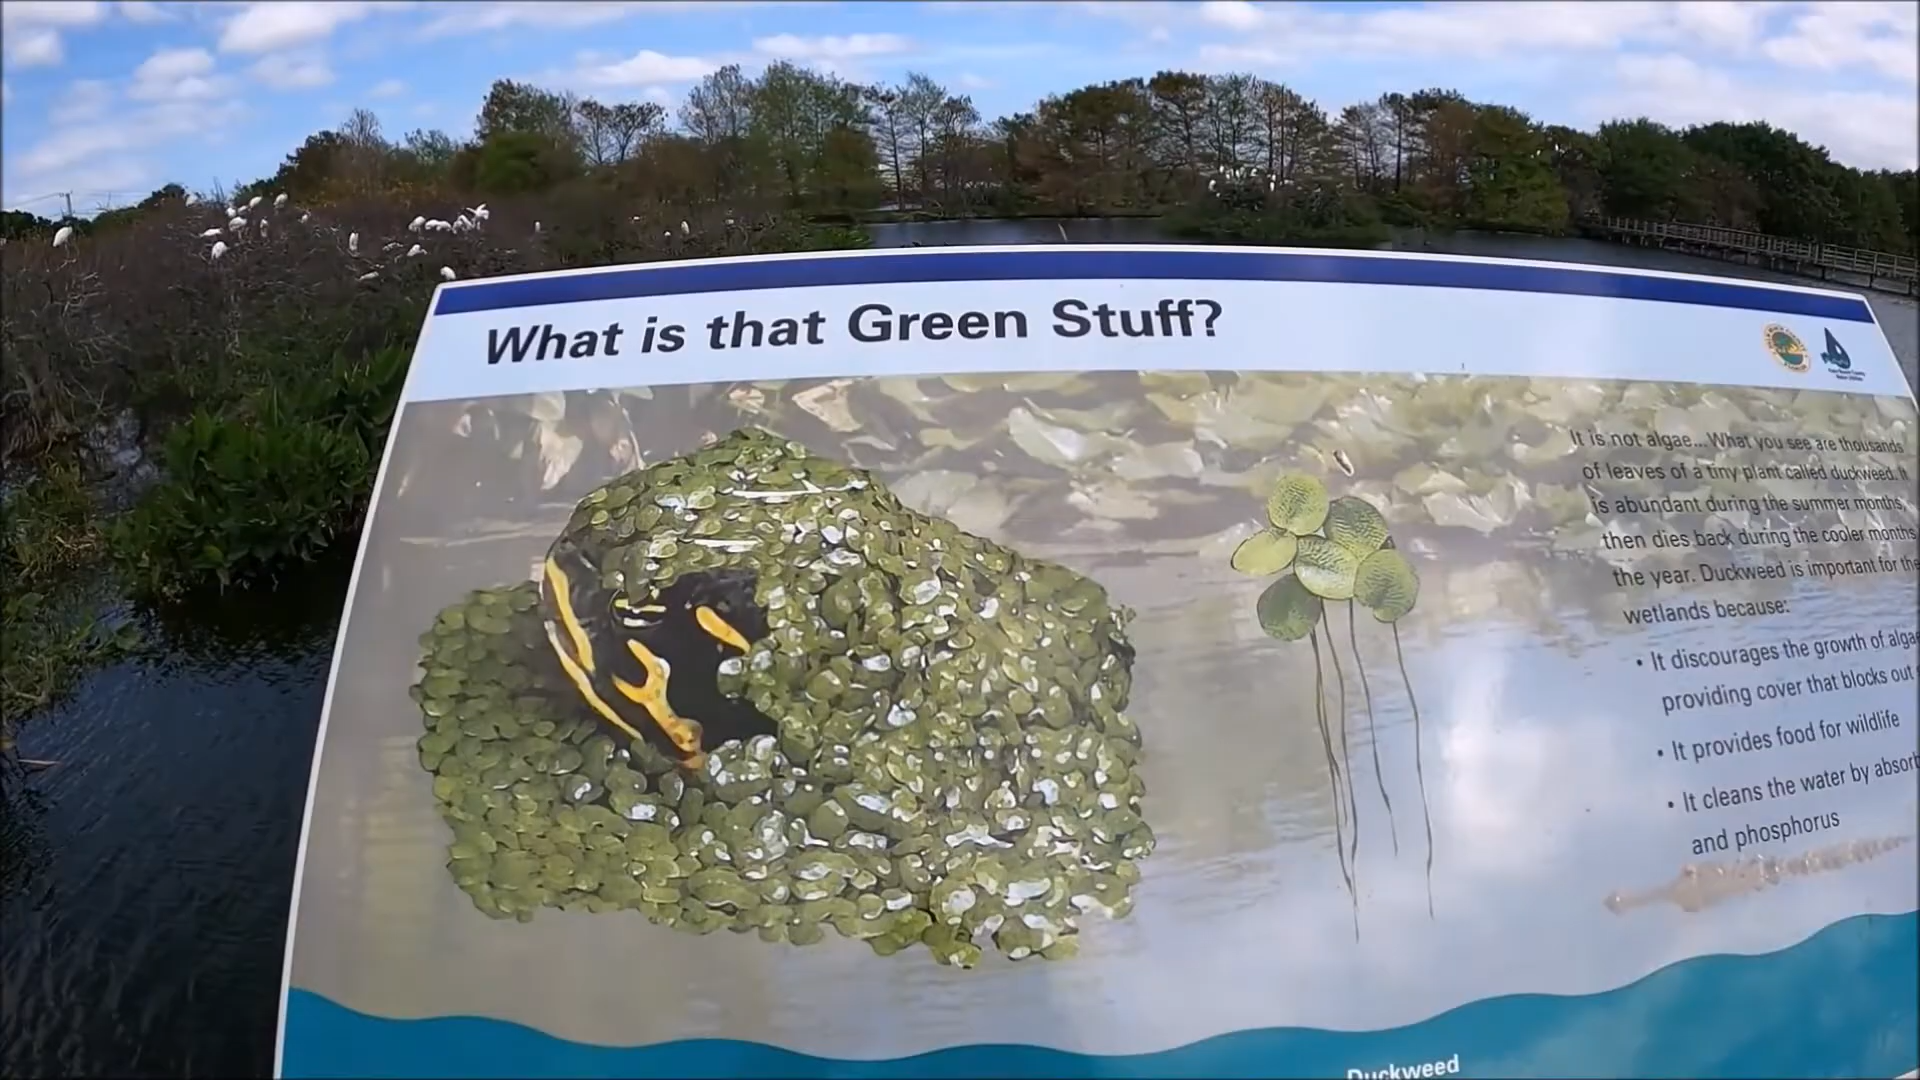 What is that Green Stuff?
It is not algae... What you see are thousands
of leaves of a tiny plant called duckweed. It
is abundant during the summer months,
then dies back during the cooler months
the year. Duckweed is important for the
wetlands because:
• It discourages the growth of algae
providing cover that blocks out
• It provides food for wildlife
• It cleans the water by absorb
and phosphorus
Duckweed